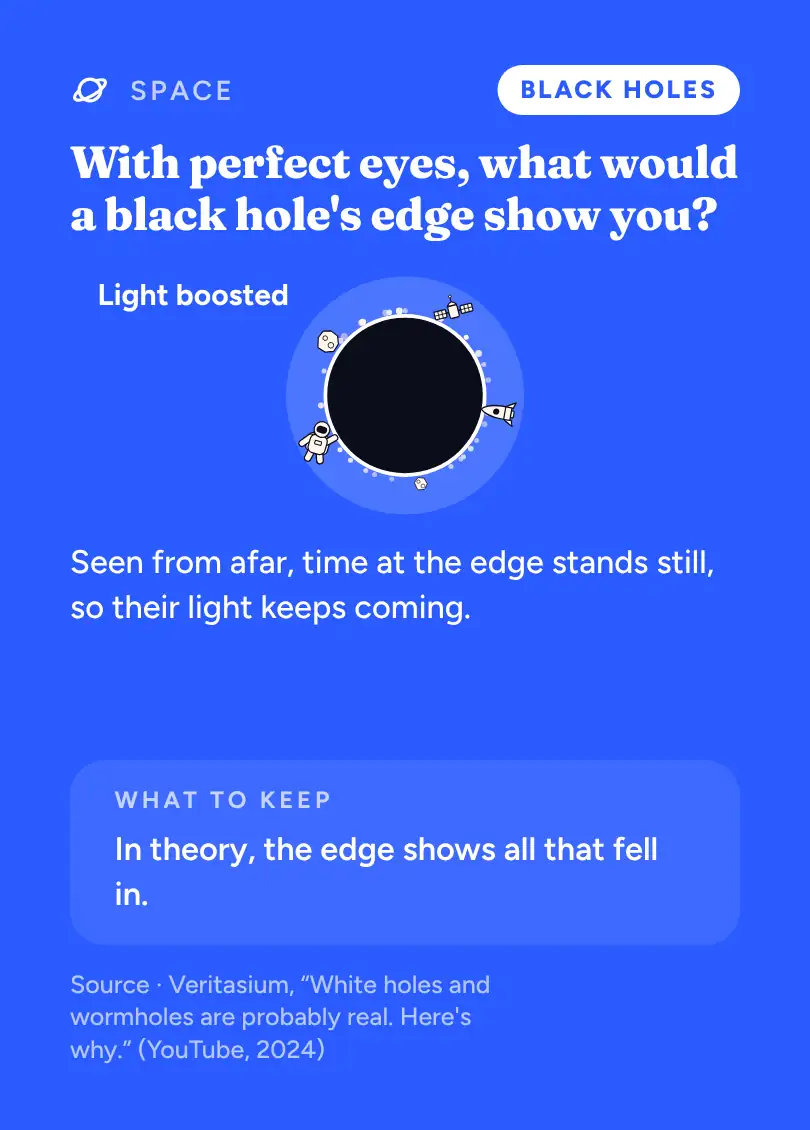 SPACE
BLACK HOLES
With perfect eyes, what would
a black hole's edge show you?
Light boosted
Seen from afar, time at the edge stands still,
so their light keeps coming.
WHAT TO KEEP
In theory, the edge shows all that fell
in.
Source · Veritasium, “White holes and
wormholes are probably real. Here's
why.” (YouTube, 2024)